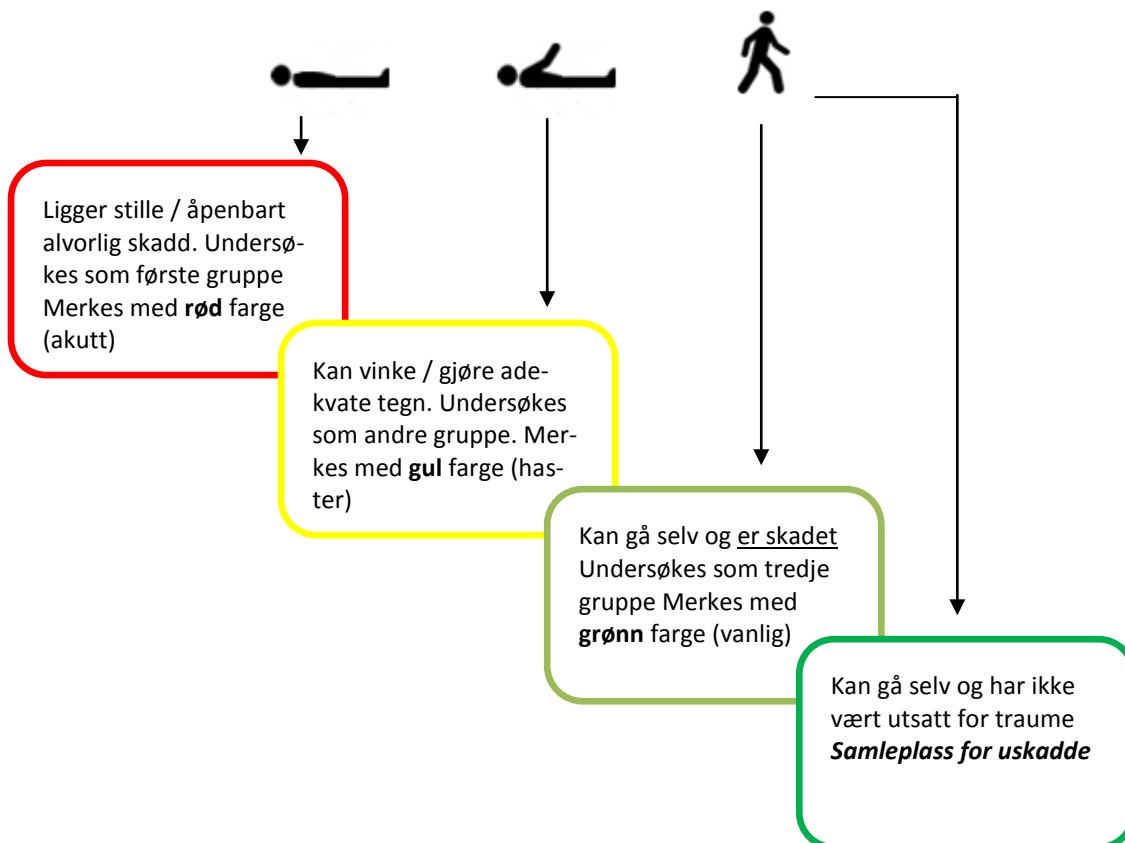 Ligger stille / åpenbart
alvorlig skadd. Undersø-
kes som første gruppe
Merkes med rød farge
(akutt)
Kan vinke / gjøre ade-
kvate tegn. Undersøkes
som andre gruppe. Mer-
kes med gul farge (has-
ter)
Kan gå selv og er skadet
Undersøkes som tredje
gruppe Merkes med
grønn farge (vanlig)
Kan gå selv og har ikke
vært utsatt for traume
Samleplass for uskadde